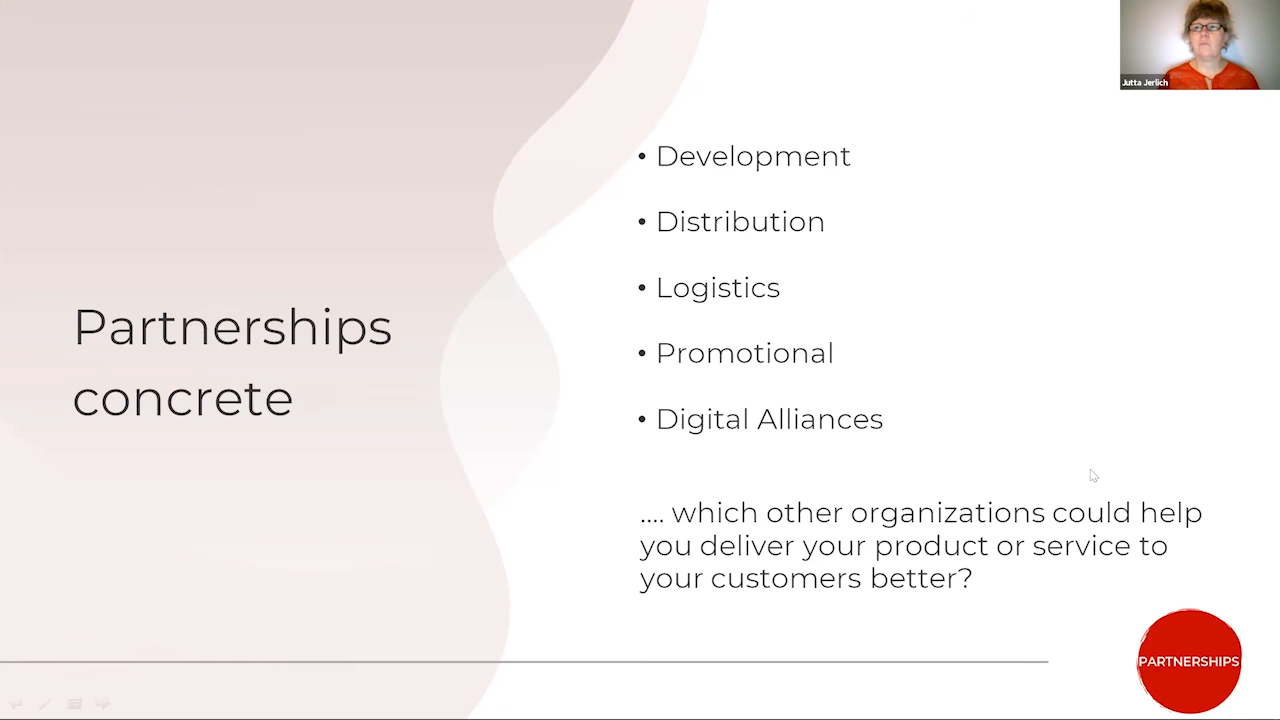 Jutta Jerlich
• Development
• Distribution
• Logistics
• Promotional
• Digital Alliances
Partnerships
concrete
.... which other organizations could help
you deliver your product or service to
your customers better?
PARTNERSHIPS